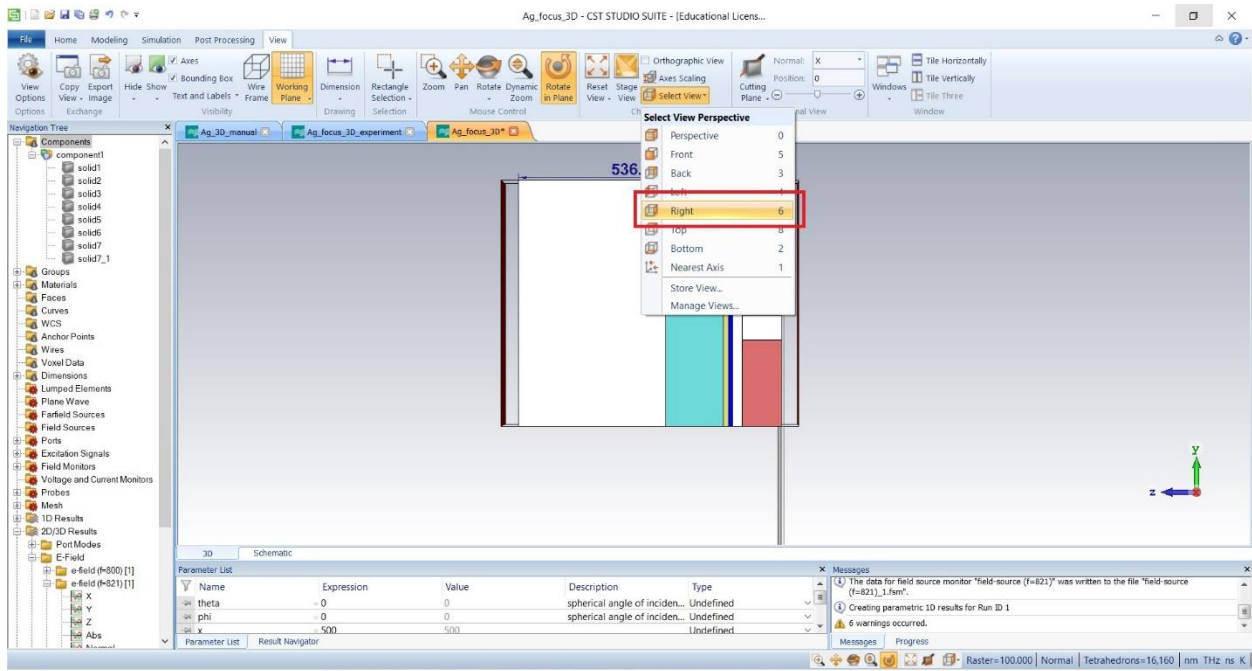 Ag_focus_3D - CST STUDIO SUITE - [Educational Licens...
File Home Modeling Simulation Post Processing View
View Options
Copy View
Export Image
Hide Show
Axes
Bounding Box
Text and Labels
Wire Frame
Working Plane
Dimension
Rectangle Selection
Zoom Pan Rotate Dynamic Zoom
Rotate in Plane
Reset View
Stage View
Orthographic View
Axes Scaling
Select View
Cutting Plane
Normal: X
Position: 0
Windows
Tile Horizontally
Tile Vertically
Tile Three
Options Exchange Visibility Drawing Selection Mouse Control Ch nal View Window
Navigation Tree
Ag_3D_manual Ag_focus_3D_experiment Ag_focus_3D*
Components
component1
solid1
solid2
solid3
solid4
solid5
solid6
solid7
solid7_1
Groups
Materials
Faces
Curves
WCS
Anchor Points
Wires
Voxel Data
Dimensions
Lumped Elements
Plane Wave
Farfield Sources
Field Sources
Ports
Excitation Signals
Field Monitors
Voltage and Current Monitors
Probes
Mesh
1D Results
2D/3D Results
Port Modes
E-Field
e-field (f=800) [1]
e-field (f=821) [1]
X
Y
Z
Abs
Normal
536.
Select View Perspective
Perspective 0
Front 5
Back 3
Left 4
Right 6
Top 8
Bottom 2
Nearest Axis 1
Store View...
Manage Views...
y
z
3D Schematic
Parameter List
Name Expression Value Description Type
theta = 0 0 spherical angle of inciden... Undefined
phi = 0 0 spherical angle of inciden... Undefined
x = 500 500 Undefined
Parameter List Result Navigator
Messages
The data for field source monitor "field-source (f=821)" was written to the file "field-source
(f=821)_1.fsm".
Creating parametric 1D results for Run ID 1
6 warnings occurred.
Messages Progress
Raster=100.000 Normal Tetrahedrons=16,160 nm THz ns K